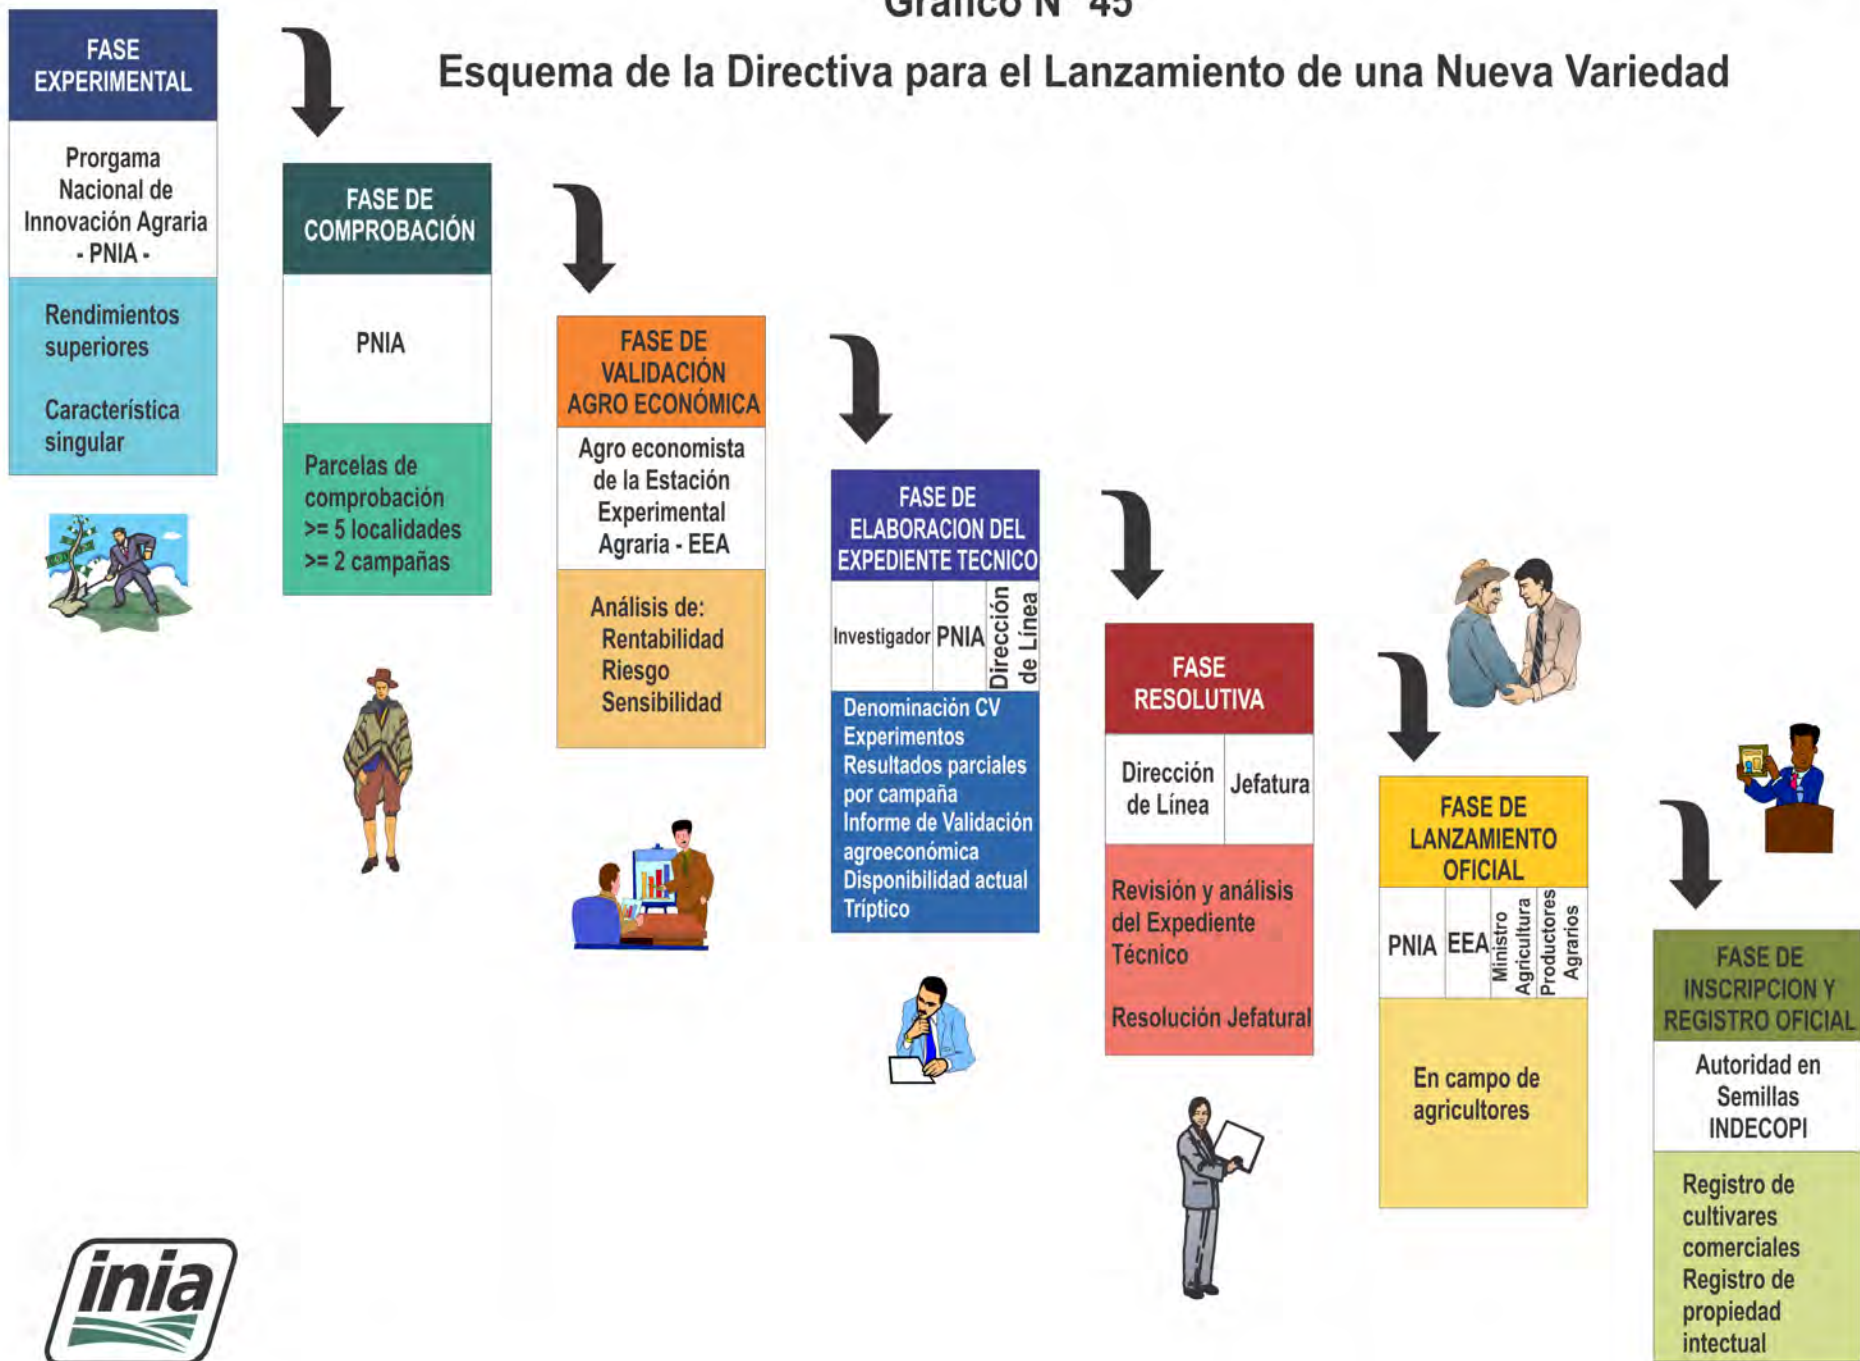 Gráfico N° 45
Esquema de la Directiva para el Lanzamiento de una Nueva Variedad
FASE
EXPERIMENTAL
Prorgama
Nacional de
Innovación Agraria
- PNIA -
Rendimientos
superiores
Característica
singular
FASE DE
COMPROBACIÓN
PNIA
Parcelas de
comprobación
>= 5 localidades
>= 2 campañas
FASE DE
VALIDACIÓN
AGRO ECONÓMICA
Agro economista
de la Estación
Experimental
Agraria - EEA
Análisis de:
Rentabilidad
Riesgo
Sensibilidad
FASE DE
ELABORACION DEL
EXPEDIENTE TECNICO
Investigador
PNIA
Dirección
de Línea
Denominación CV
Experimentos
Resultados parciales
por campaña
Informe de Validación
agroeconómica
Disponibilidad actual
Tríptico
FASE
RESOLUTIVA
Dirección
de Línea
Jefatura
Revisión y análisis
del Expediente
Técnico
Resolución Jefatural
FASE DE
LANZAMIENTO
OFICIAL
PNIA
EEA
Ministro
Agricultura
Productores
Agrarios
En campo de
agricultores
FASE DE
INSCRIPCION Y
REGISTRO OFICIAL
Autoridad en
Semillas
INDECOPI
Registro de
cultivares
comerciales
Registro de
propiedad
intectual
inia